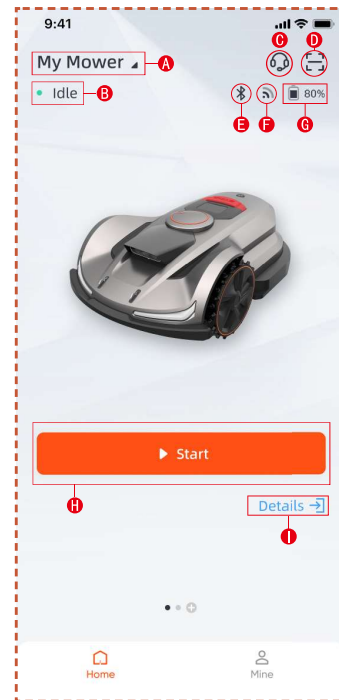 9:41
C D
My Mower A
Idle B
80%
E F G
Start
H
Details
I
Home Mine